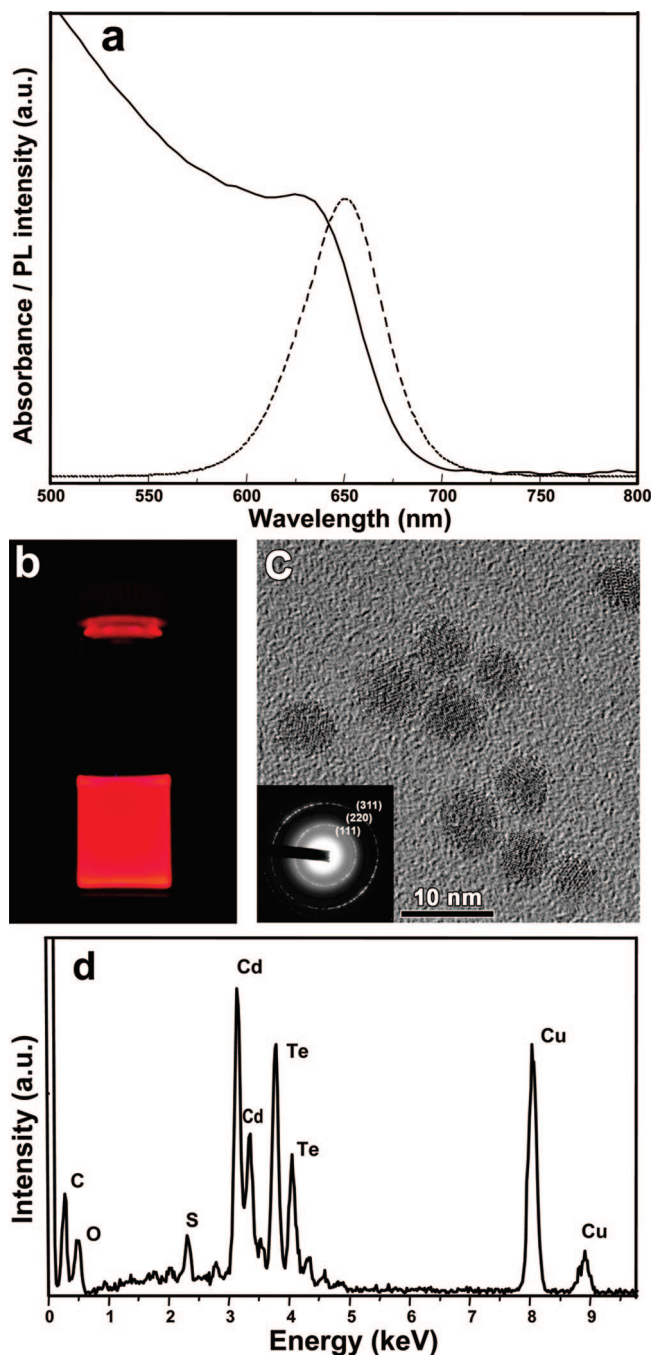 a
Absorbance / PL intensity (a.u.)
500 550 600 650 700 750 800
Wavelength (nm)
b
C
(311)
(220)
(111)
10 nm
d
Intensity (a.u.)
Cd
Te
Cu
Cd
Te
C
O
S
Cu
0 1 2 3 4 5 6 7 8 9
Energy (keV)